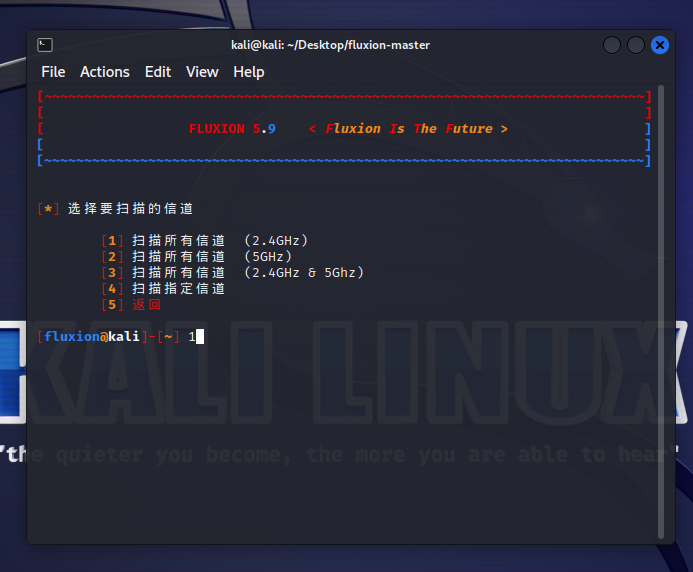 kali@kali: ~/Desktop/fluxion-master
File Actions Edit View Help
[~~~~~~~~~~~~~~~~~~~~~~~~~~~~~~~~~~~~~~~~~~~~~~~~~~~~~~~~~~~~~~~~~~~~~~~~~~~]
[ ]
[ FLUXION 5.9 < Fluxion Is The Future > ]
[ ]
[~~~~~~~~~~~~~~~~~~~~~~~~~~~~~~~~~~~~~~~~~~~~~~~~~~~~~~~~~~~~~~~~~~~~~~~~~~~]
[*] 选择要扫描的信道
[1] 扫描所有信道 (2.4GHz)
[2] 扫描所有信道 (5GHz)
[3] 扫描所有信道 (2.4GHz & 5Ghz)
[4] 扫描指定信道
[5] 返回
[fluxion@kali]-[~] 1
KALI LINUX
"the quieter you become, the more you are able to hear"